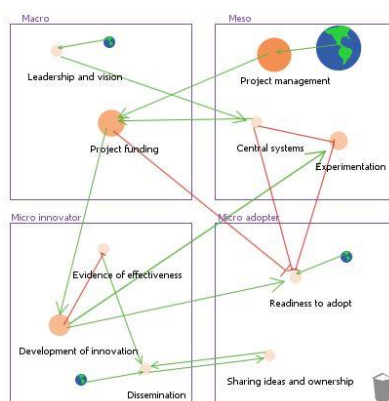 Macro
Meso
Leadership and vision
Project management
Project funding
Central systems
Experimentation
Micro innovator
Micro adopter
Evidence of effectiveness
Readiness to adopt
Development of innovation
Sharing ideas and ownership
Dissemination